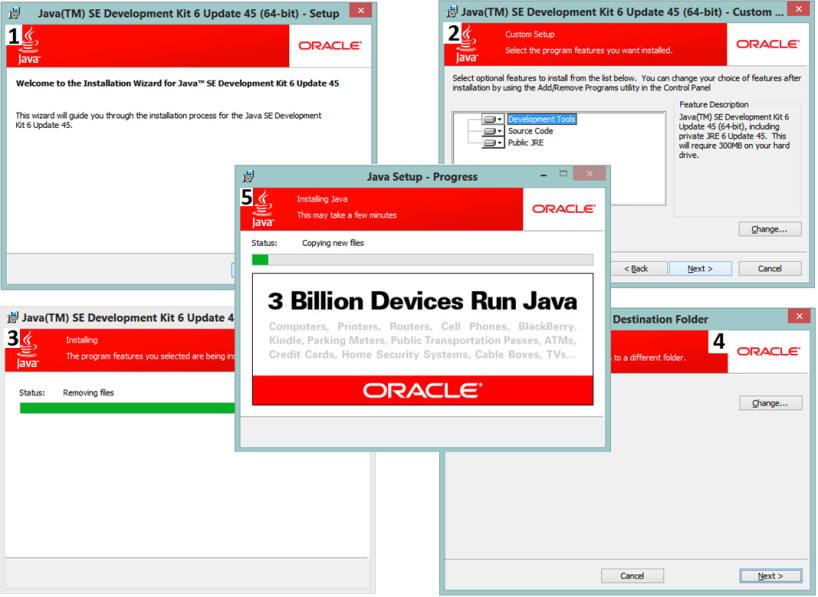 Java(TM) SE Development Kit 6 Update 45 (64-bit) - Setup
1
Java™
ORACLE®
Welcome to the Installation Wizard for Java™ SE Development Kit 6 Update 45
This wizard will guide you through the installation process for the Java SE Development
Kit 6 Update 45.
Java(TM) SE Development Kit 6 Update 45 (64-bit) - Custom ...
2
Java™
Custom Setup
Select the program features you want installed.
ORACLE®
Select optional features to install from the list below. You can change your choice of features after
installation by using the Add/Remove Programs utility in the Control Panel
Development Tools
Source Code
Public JRE
Feature Description
Java(TM) SE Development Kit 6
Update 45 (64-bit), including
private JRE 6 Update 45. This
will require 300MB on your hard
drive.
Change...
< Back
Next >
Cancel
Java(TM) SE Development Kit 6 Update 4
3
Java™
Installing
The program features you selected are being
Status: Removing files
Destination Folder
4
to a different folder.
ORACLE®
Change...
Cancel
Next >
Java Setup - Progress
5
Java™
Installing Java
This may take a few minutes
ORACLE®
Status: Copying new files
3 Billion Devices Run Java
Computers, Printers, Routers, Cell Phones, BlackBerry,
Kindle, Parking Meters, Public Transportation Passes, ATMs,
Credit Cards, Home Security Systems, Cable Boxes, TVs...
ORACLE®